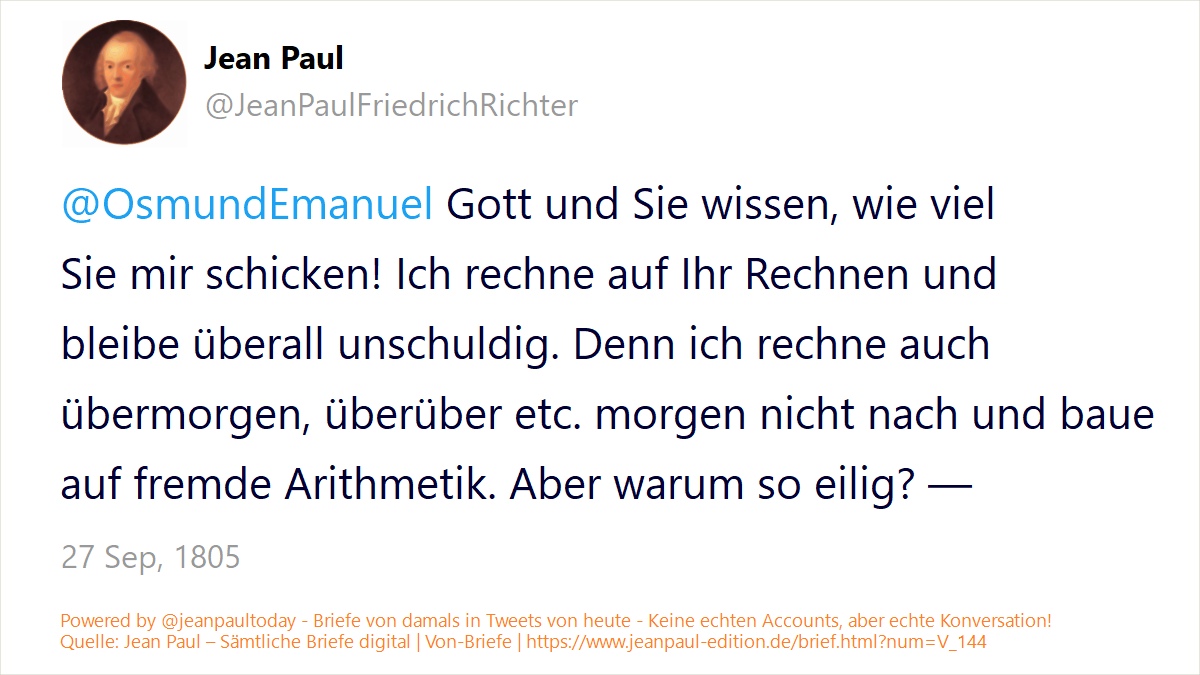 Jean Paul
@JeanPaulFriedrichRichter
@OsmundEmanuel Gott und Sie wissen, wie viel
Sie mir schicken! Ich rechne auf Ihr Rechnen und
bleibe überall unschuldig. Denn ich rechne auch
übermorgen, überüber etc. morgen nicht nach und baue
auf fremde Arithmetik. Aber warum so eilig? —
27 Sep, 1805
Powered by @jeanpaultoday - Briefe von damals in Tweets von heute - Keine echten Accounts, aber echte Konversation!
Quelle: Jean Paul – Sämtliche Briefe digital | Von-Briefe | https://www.jeanpaul-edition.de/brief.html?num=V_144